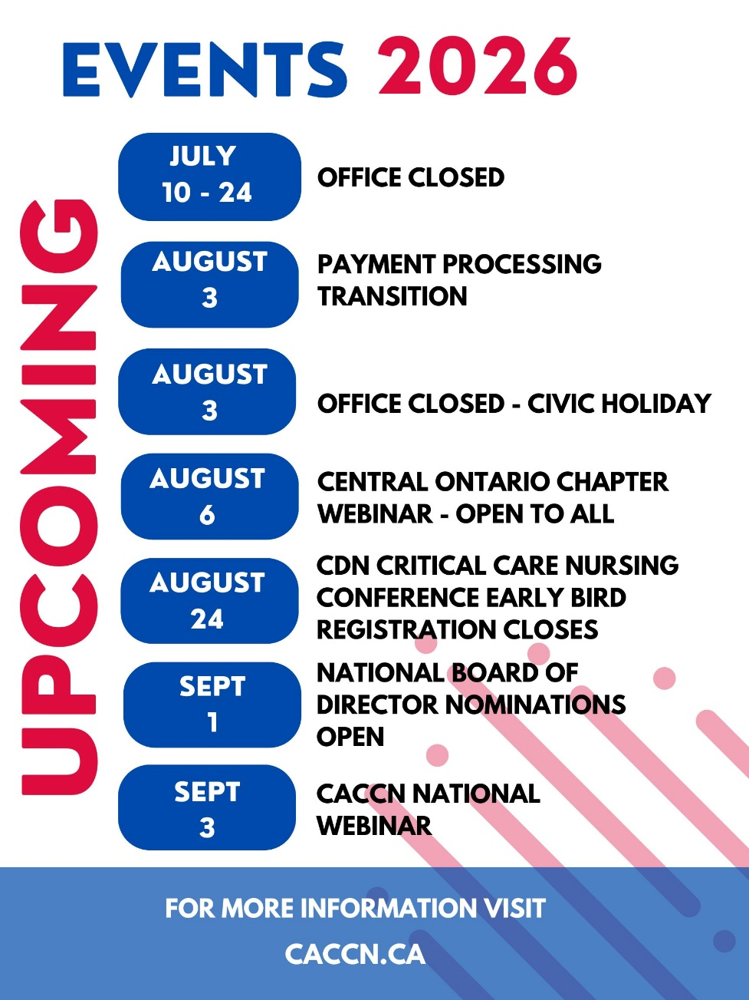 EVENTS 2026
UPCOMING
JULY
10 - 24
OFFICE CLOSED
AUGUST
3
PAYMENT PROCESSING
TRANSITION
AUGUST
3
OFFICE CLOSED - CIVIC HOLIDAY
AUGUST
6
CENTRAL ONTARIO CHAPTER
WEBINAR - OPEN TO ALL
AUGUST
24
CDN CRITICAL CARE NURSING
CONFERENCE EARLY BIRD
REGISTRATION CLOSES
SEPT
1
NATIONAL BOARD OF
DIRECTOR NOMINATIONS
OPEN
SEPT
3
CACCN NATIONAL
WEBINAR
FOR MORE INFORMATION VISIT
CACCN.CA